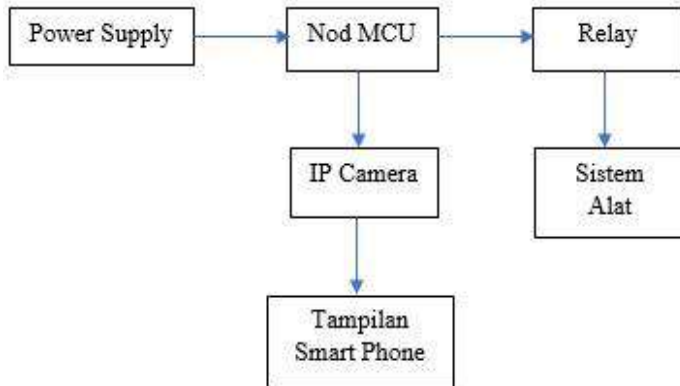 Power Supply
Nod MCU
Relay
IP Camera
Sistem
Alat
Tampilan
Smart Phone